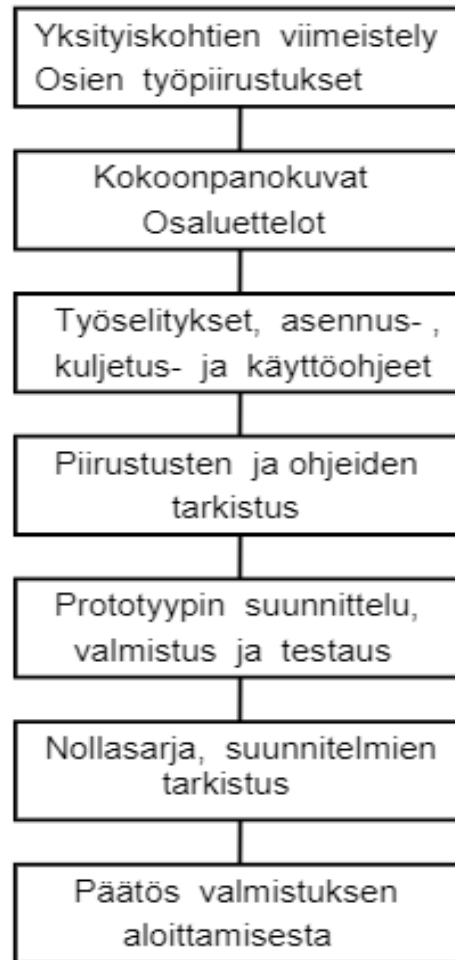 Yksityiskohtien viimeistely
Osien työpiirustukset
Kokoonpanokuvat
Osaluettelot
Työselitykset, asennus- ,
kuljetus- ja käyttöohjeet
Piirustusten ja ohjeiden
tarkistus
Prototyypin suunnittelu,
valmistus ja testaus
Nollasarja, suunnitelmien
tarkistus
Päätös valmistuksen
aloittamisesta